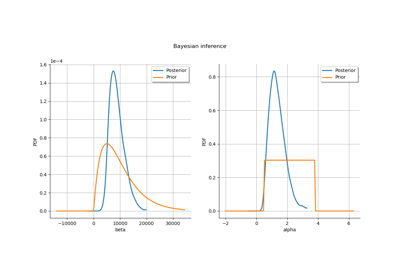 Bayesian inference
1e−4
Posterior
Prior
1.6
1.4
1.2
1.0
0.8
0.6
0.4
0.2
0.0
PDF
−10000 0 10000 20000 30000
beta
Posterior
Prior
0.8
0.6
0.4
0.2
0.0
PDF
−2 0 2 4 6
alpha